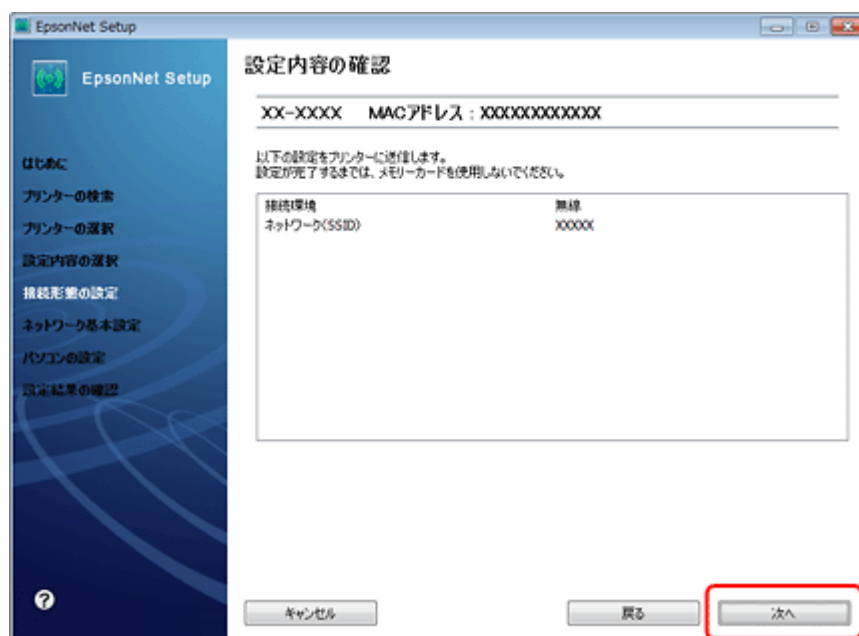 EpsonNet Setup
EpsonNet Setup
はじめに
プリンターの検索
プリンターの選択
設定内容の選択
接続形態の設定
ネットワーク基本設定
パソコンの設定
設定結果の確認
設定内容の確認
XX-XXXX MACアドレス : XXXXXXXXXXXX
以下の設定をプリンターに送信します。
設定が完了するまでは、メモリーカードを使用しないでください。
接続環境 無線
ネットワーク(SSID) XXXXX
?
キャンセル 戻る 次へ